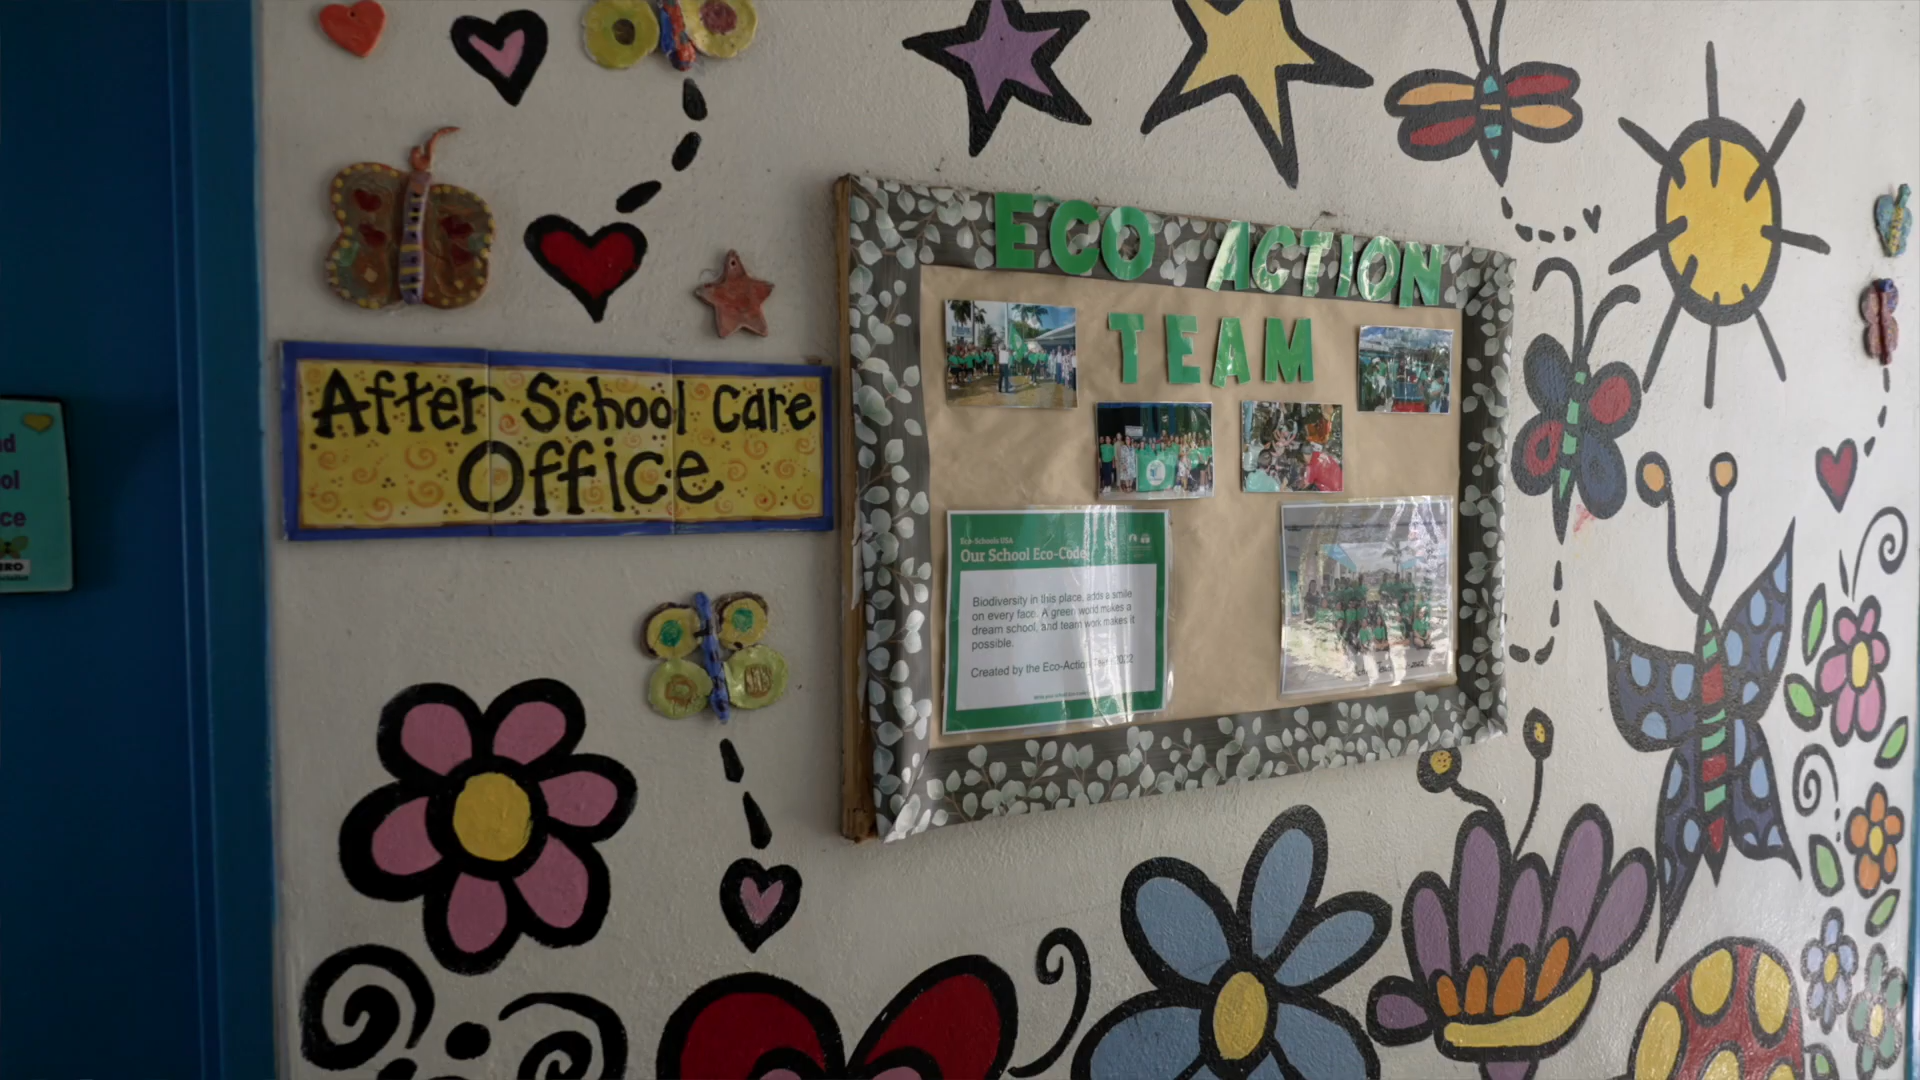 After School Care
Office
ECO ACTION
TEAM
Eco-Schools USA
Our School Eco-Code
Biodiversity in this place, adds a smile
on every face. A green world makes a
dream school, and team work makes it
possible.
Created by the Eco-Action Team 2022